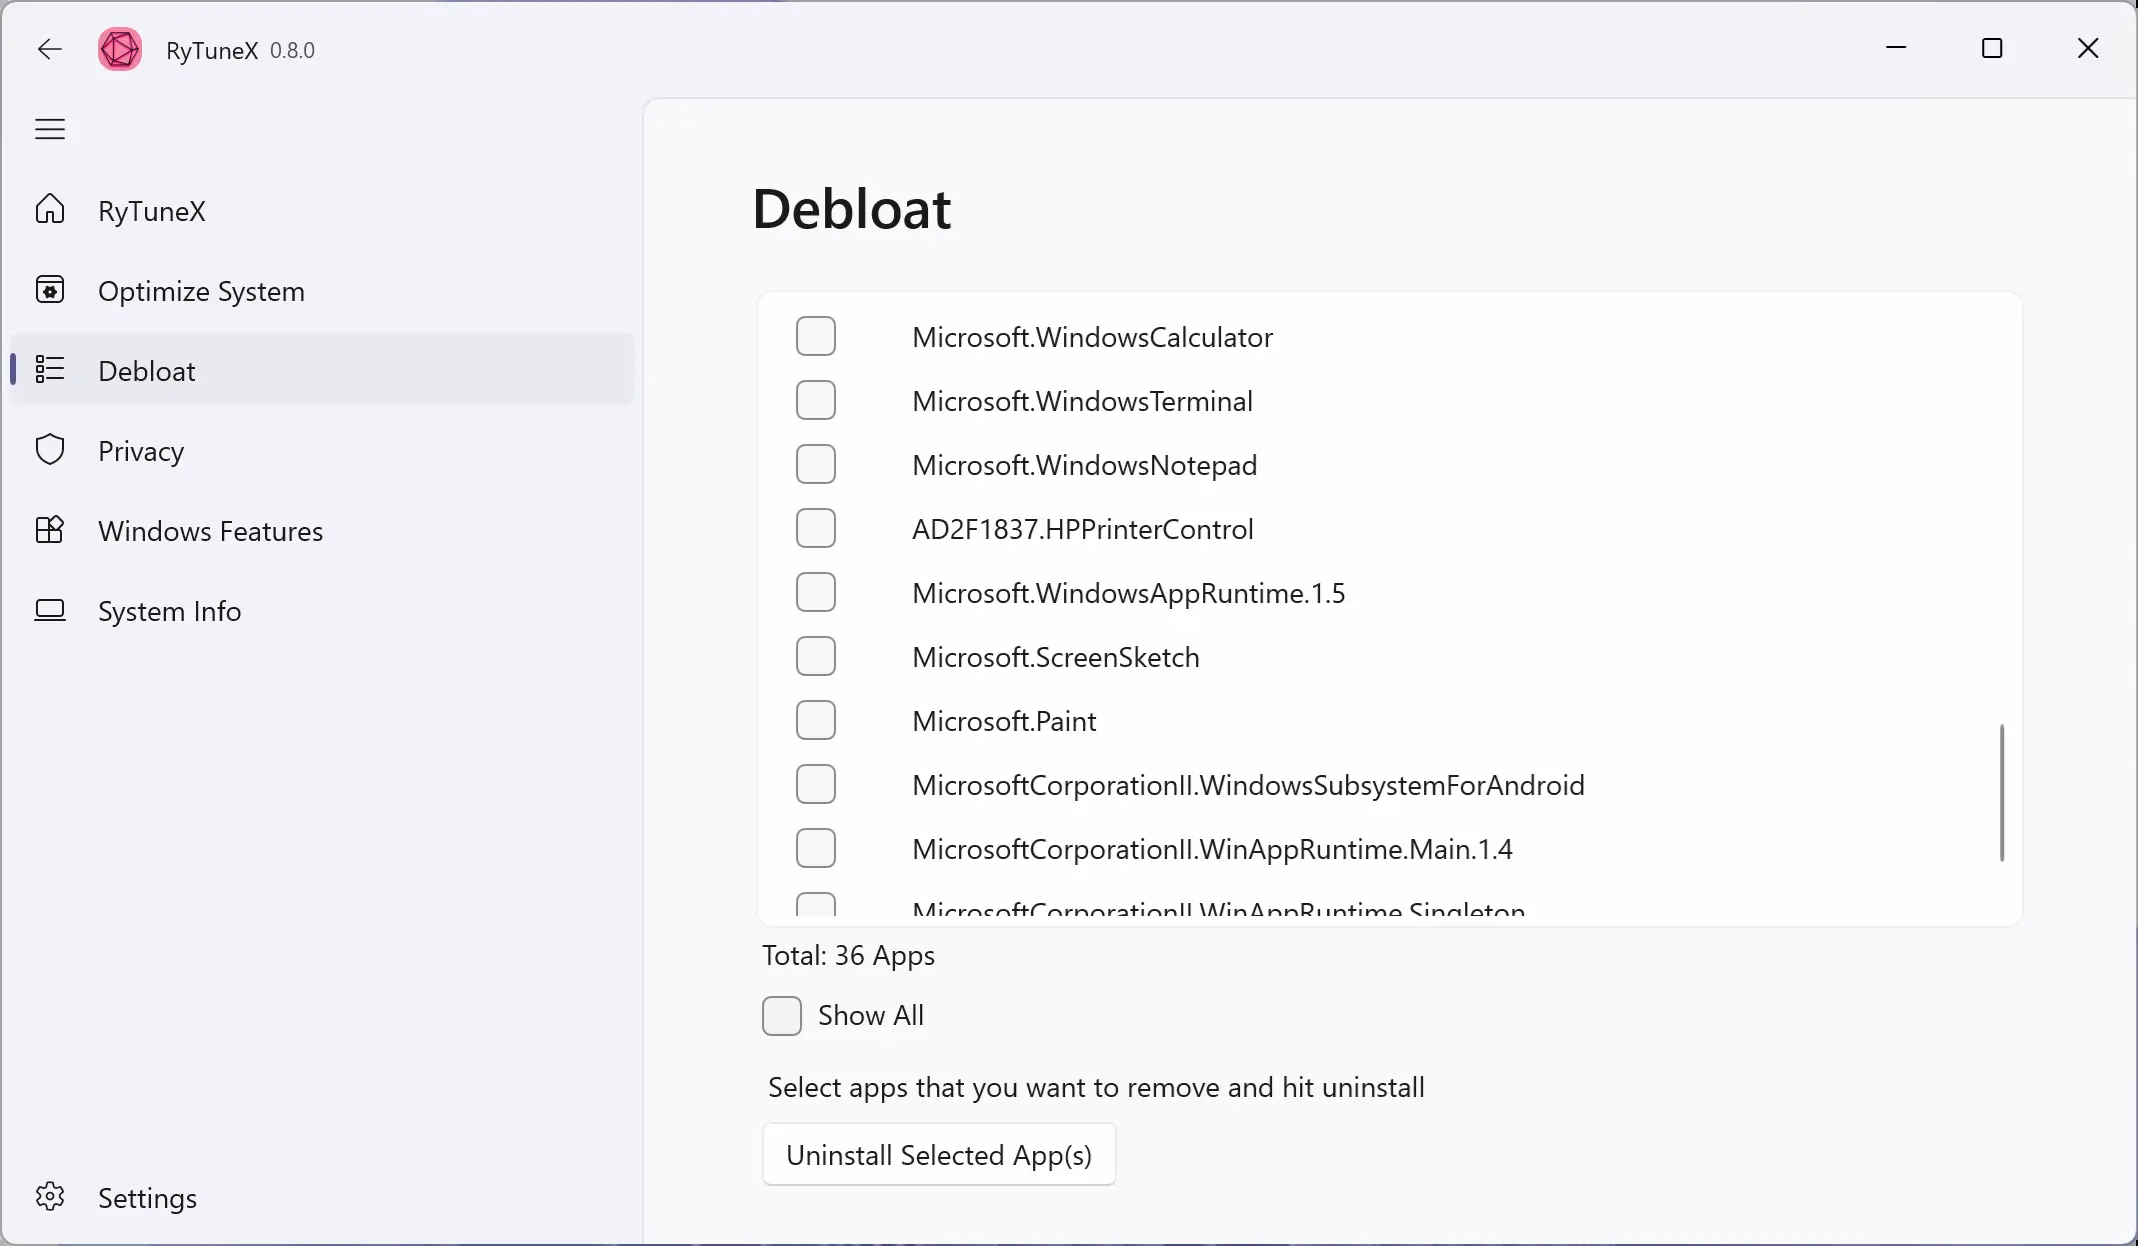 RyTuneX 0.8.0
RyTuneX
Optimize System
Debloat
Privacy
Windows Features
System Info
Settings
Debloat
Microsoft.WindowsCalculator
Microsoft.WindowsTerminal
Microsoft.WindowsNotepad
AD2F1837.HPPrinterControl
Microsoft.WindowsAppRuntime.1.5
Microsoft.ScreenSketch
Microsoft.Paint
MicrosoftCorporationII.WindowsSubsystemForAndroid
MicrosoftCorporationII.WinAppRuntime.Main.1.4
MicrosoftCorporationII.WinAppRuntime.Singleton
Total: 36 Apps
Show All
Select apps that you want to remove and hit uninstall
Uninstall Selected App(s)